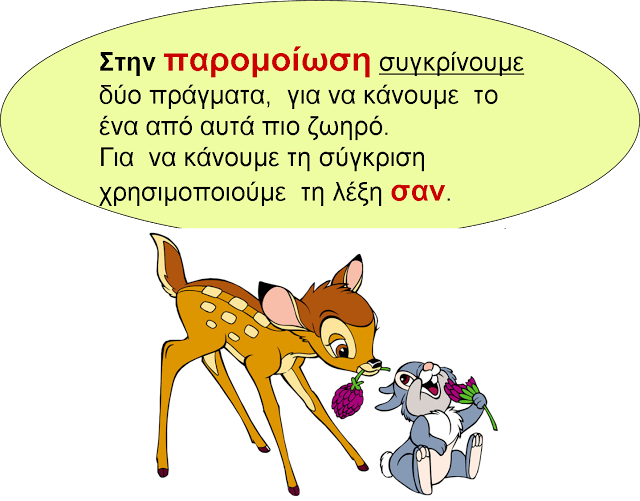 Στην παρομοίωση συγκρίνουμε
δύο πράγματα, για να κάνουμε το
ένα από αυτά πιο ζωηρό.
Για να κάνουμε τη σύγκριση
χρησιμοποιούμε τη λέξη σαν.